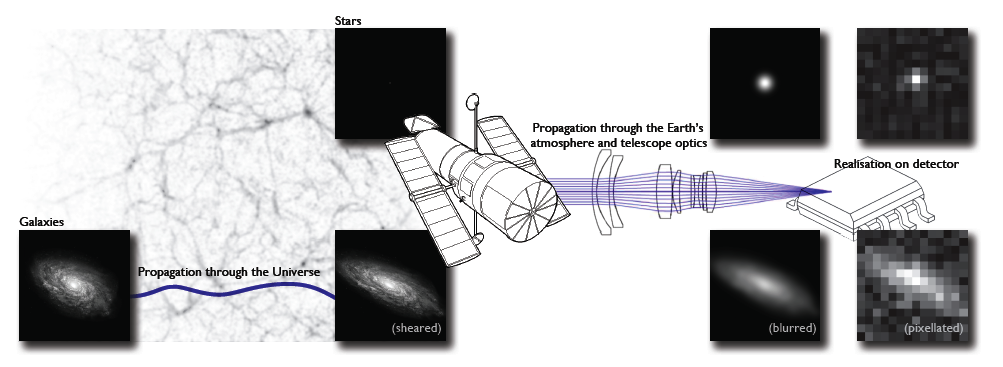 Stars
Propagation through the Earth's
atmosphere and telescope optics
Realisation on detector
Galaxies
Propagation through the Universe
(sheared)
(blurred)
(pixellated)